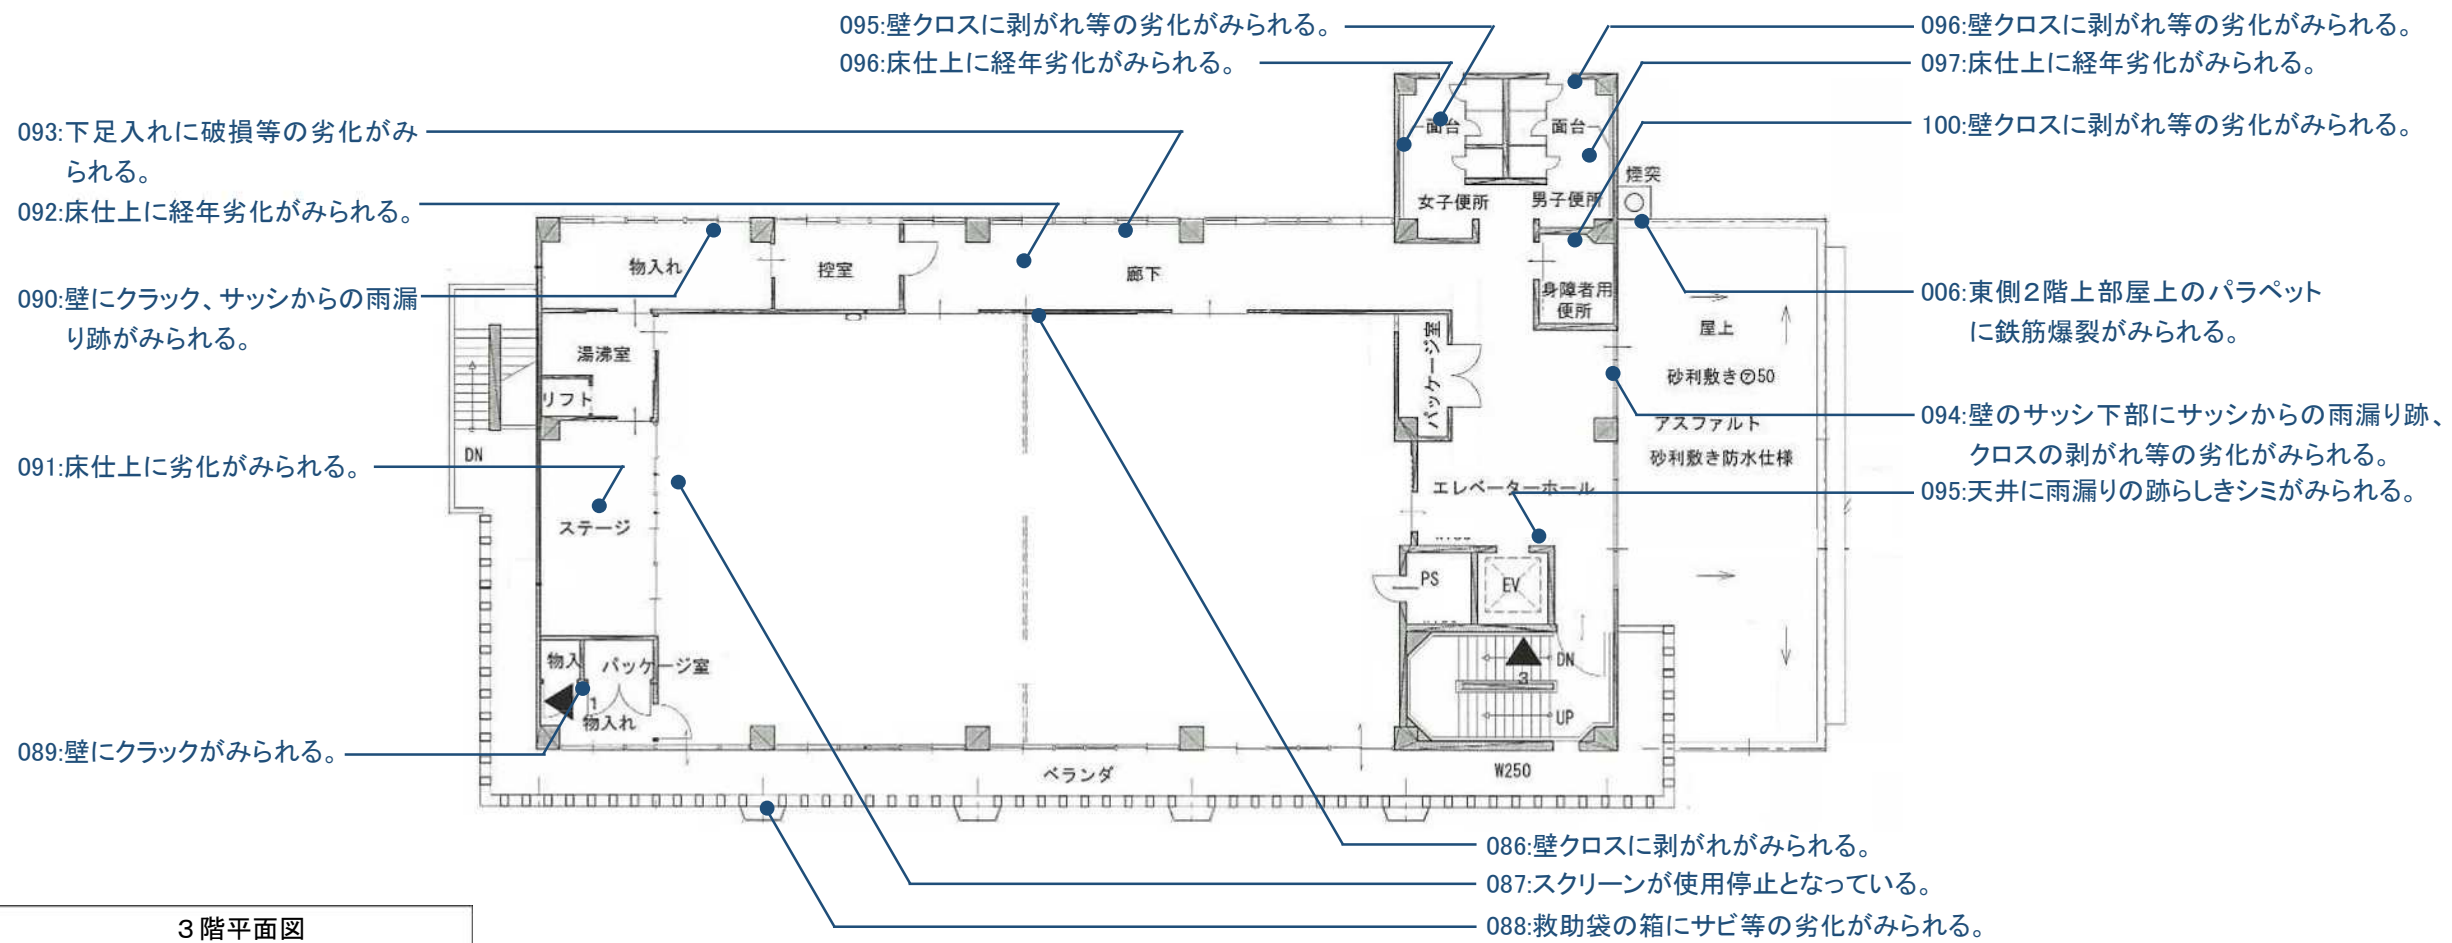 095:壁クロスに剥がれ等の劣化がみられる。
096:床仕上に経年劣化がみられる。
096:壁クロスに剥がれ等の劣化がみられる。
097:床仕上に経年劣化がみられる。
100:壁クロスに剥がれ等の劣化がみられる。
093:下足入れに破損等の劣化がみ
られる。
092:床仕上に経年劣化がみられる。
090:壁にクラック、サッシからの雨漏
り跡がみられる。
091:床仕上に劣化がみられる。
089:壁にクラックがみられる。
面台
面台
女子便所
男子便所
煙突
物入れ
控室
廊下
身障者用
便所
006:東側2階上部屋上のパラペット
に鉄筋爆裂がみられる。
屋上
湯沸室
パッケージ室
砂利敷き㋐50
リフト
アスファルト
094:壁のサッシ下部にサッシからの雨漏り跡、
クロスの剥がれ等の劣化がみられる。
DN
砂利敷き防水仕様
エレベーターホール
095:天井に雨漏りの跡らしきシミがみられる。
ステージ
PS
EV
物入
パッケージ室
DN
3
1
物入れ
UP
ベランダ
W250
086:壁クロスに剥がれがみられる。
087:スクリーンが使用停止となっている。
088:救助袋の箱にサビ等の劣化がみられる。
3階平面図